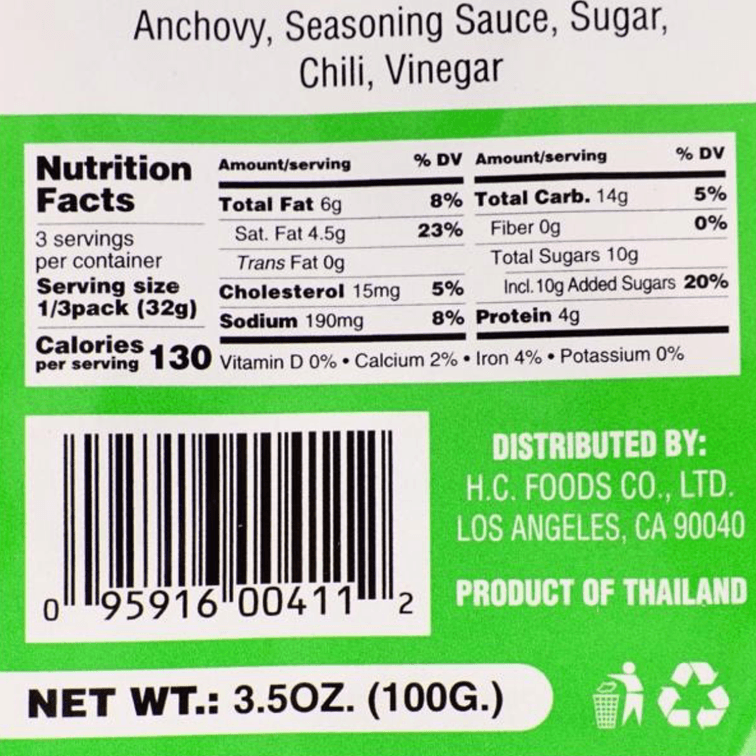 Anchovy, Seasoning Sauce, Sugar,
Chili, Vinegar
Nutrition
Facts
3 servings
per container
Serving size
1/3pack (32g)
Calories
per serving 130
Amount/serving % DV
Total Fat 6g 8%
Sat. Fat 4.5g 23%
Trans Fat 0g
Cholesterol 15mg 5%
Sodium 190mg 8%
Amount/serving % DV
Total Carb. 14g 5%
Fiber 0g 0%
Total Sugars 10g
Incl. 10g Added Sugars 20%
Protein 4g
Vitamin D 0% • Calcium 2% • Iron 4% • Potassium 0%
0 95916 00411 2
DISTRIBUTED BY:
H.C. FOODS CO., LTD.
LOS ANGELES, CA 90040
PRODUCT OF THAILAND
NET WT.: 3.5OZ. (100G.)